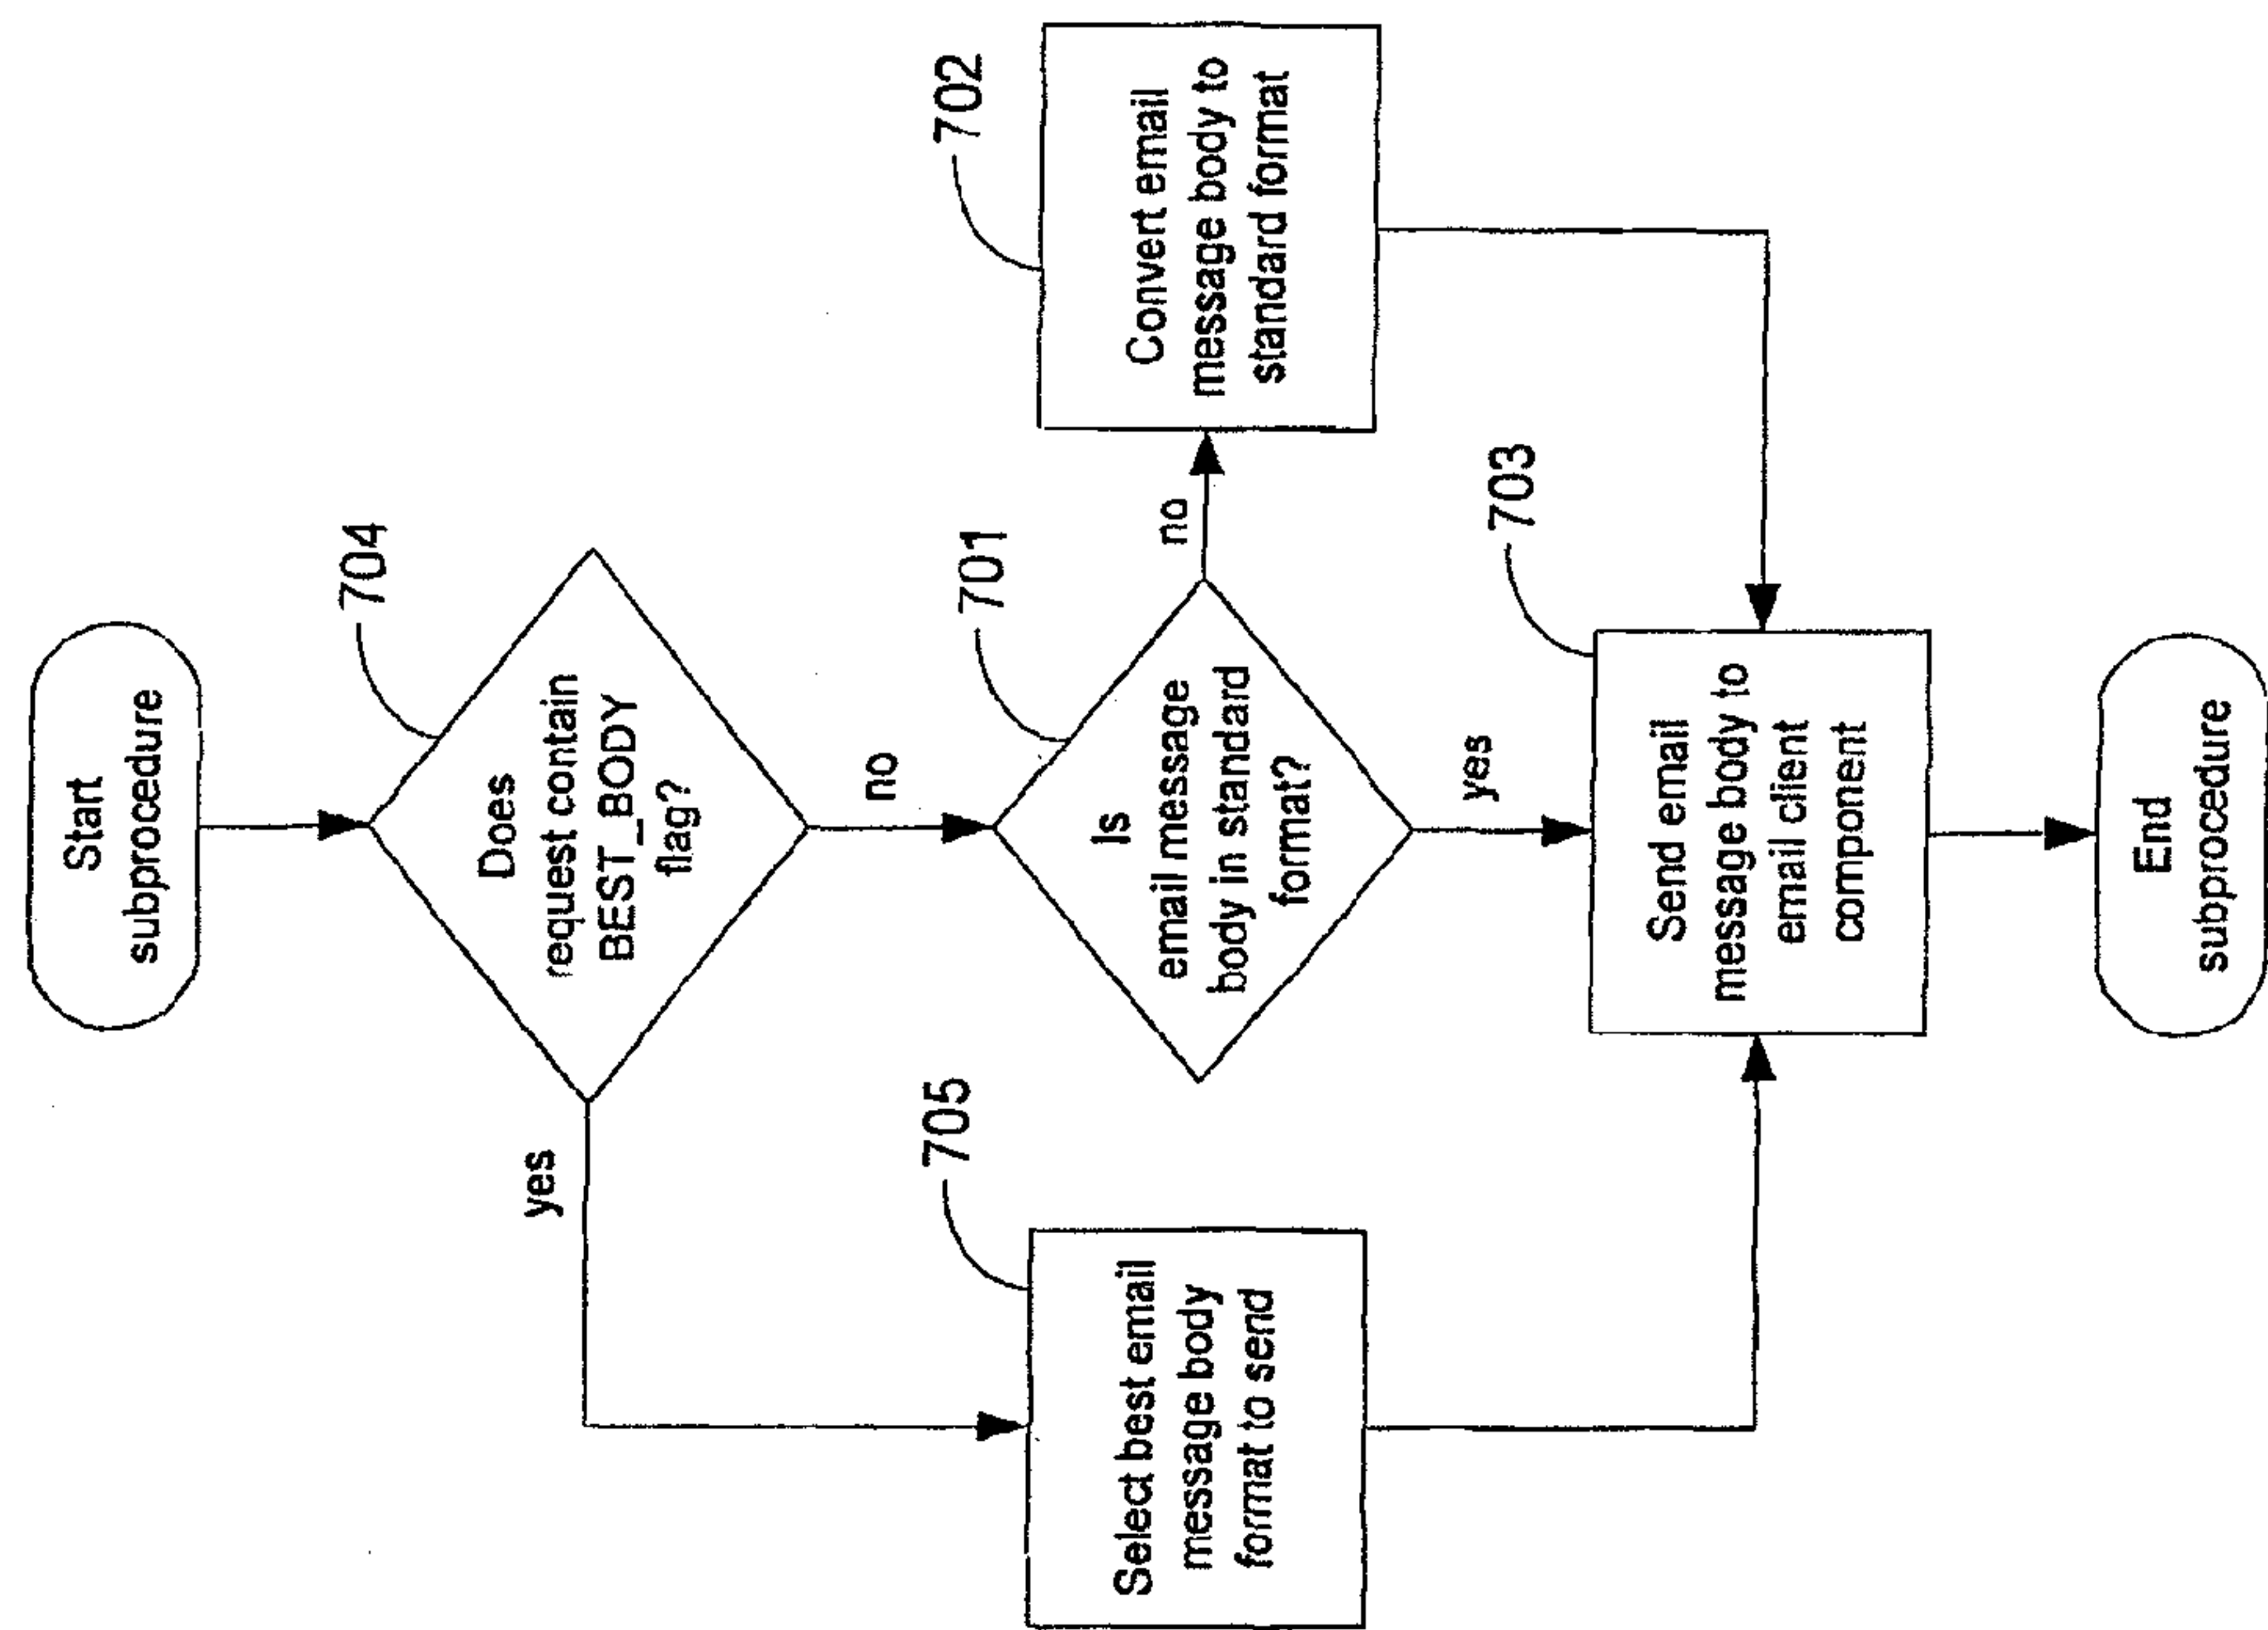 Start
subprocedure
704
Does
request contain
BEST_BODY
flag?
yes
no
705
Select best email
message body
format to send
701
Is
email message
body in standard
format?
no
yes
702
Convert email
message body to
standard format
703
Send email
message body to
email client
component
End
subprocedure